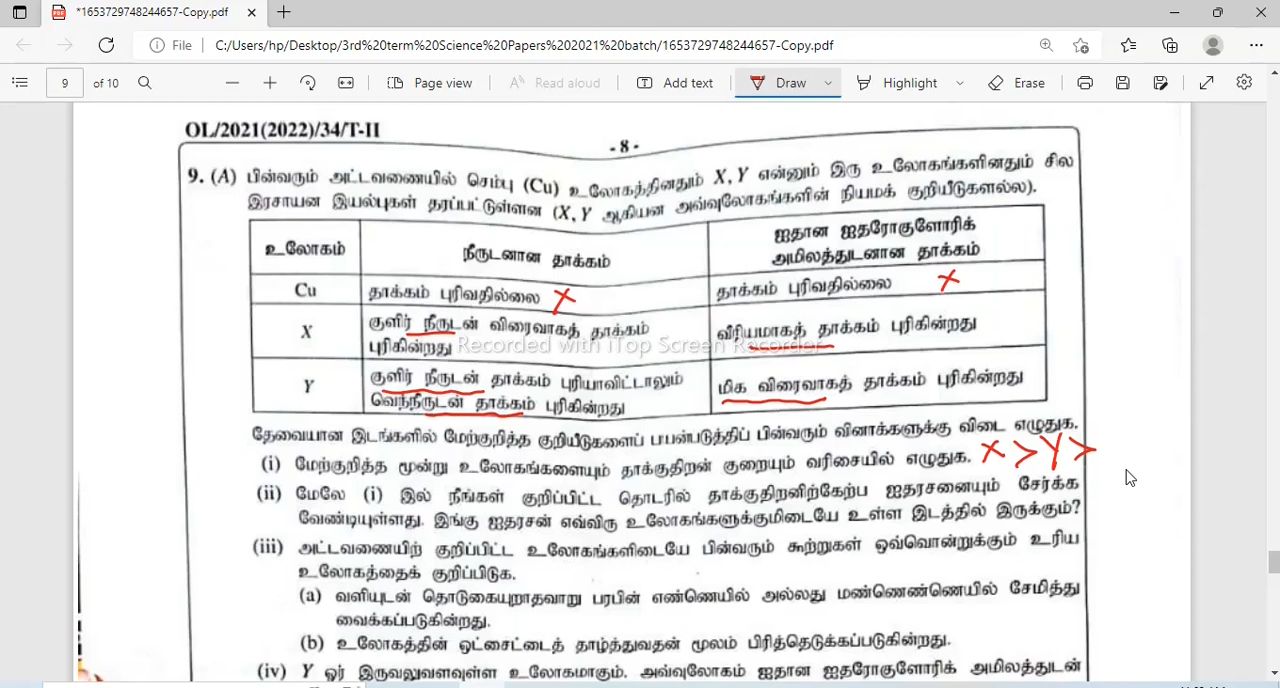 *1653729748244657-Copy.pdf
File C:/Users/hp/Desktop/3rd%20term%20Science%20Papers%202021%20batch/1653729748244657-Copy.pdf
9 of 10 Page view Read aloud Add text Draw Highlight Erase
OL/2021(2022)/34/T-II
- 8 -
9. (A) பின்வரும் அட்டவணையில் செம்பு (Cu) உலோகத்தினதும் X, Y என்னும் இரு உலோகங்களினதும் சில
இரசாயன இயல்புகள் தரப்பட்டுள்ளன (X, Y ஆகியன அவ்வுலோகங்களின் நியமக் குறியீடுகளல்ல).
உலோகம் நீருடனான தாக்கம் ஐதான ஐதரோகுளோரிக் அமிலத்துடனான தாக்கம்
Cu தாக்கம் புரிவதில்லை X தாக்கம் புரிவதில்லை X
X குளிர் நீருடன் விரைவாகத் தாக்கம் புரிகின்றது வீரியமாகத் தாக்கம் புரிகின்றது
Recorded with iTop Screen Recorder
Y குளிர் நீருடன் தாக்கம் புரியாவிட்டாலும் வெந்நீருடன் தாக்கம் புரிகின்றது மிக விரைவாகத் தாக்கம் புரிகின்றது
தேவையான இடங்களில் மேற்குறித்த குறியீடுகளைப் பயன்படுத்திப் பின்வரும் வினாக்களுக்கு விடை எழுதுக.
(i) மேற்குறித்த மூன்று உலோகங்களையும் தாக்குதிறன் குறையும் வரிசையில் எழுதுக. X > Y >
(ii) மேலே (i) இல் நீங்கள் குறிப்பிட்ட தொடரில் தாக்குதிறனிற்கேற்ப ஐதரசனையும் சேர்க்க
வேண்டியுள்ளது. இங்கு ஐதரசன் எவ்விரு உலோகங்களுக்குமிடையே உள்ள இடத்தில் இருக்கும்?
(iii) அட்டவணையிற் குறிப்பிட்ட உலோகங்களிடையே பின்வரும் கூற்றுகள் ஒவ்வொன்றுக்கும் உரிய
உலோகத்தைக் குறிப்பிடுக.
(a) வளியுடன் தொடுகையுறாதவாறு பரபின் எண்ணெயில் அல்லது மண்ணெண்ணெயில் சேமித்து
வைக்கப்படுகின்றது.
(b) உலோகத்தின் ஒட்சைட்டைத் தாழ்த்துவதன் மூலம் பிரித்தெடுக்கப்படுகின்றது.
(iv) Y ஓர் இருவலுவளவுள்ள உலோகமாகும். அவ்வுலோகம் ஐதான ஐதரோகுளோரிக் அமிலத்துடன்